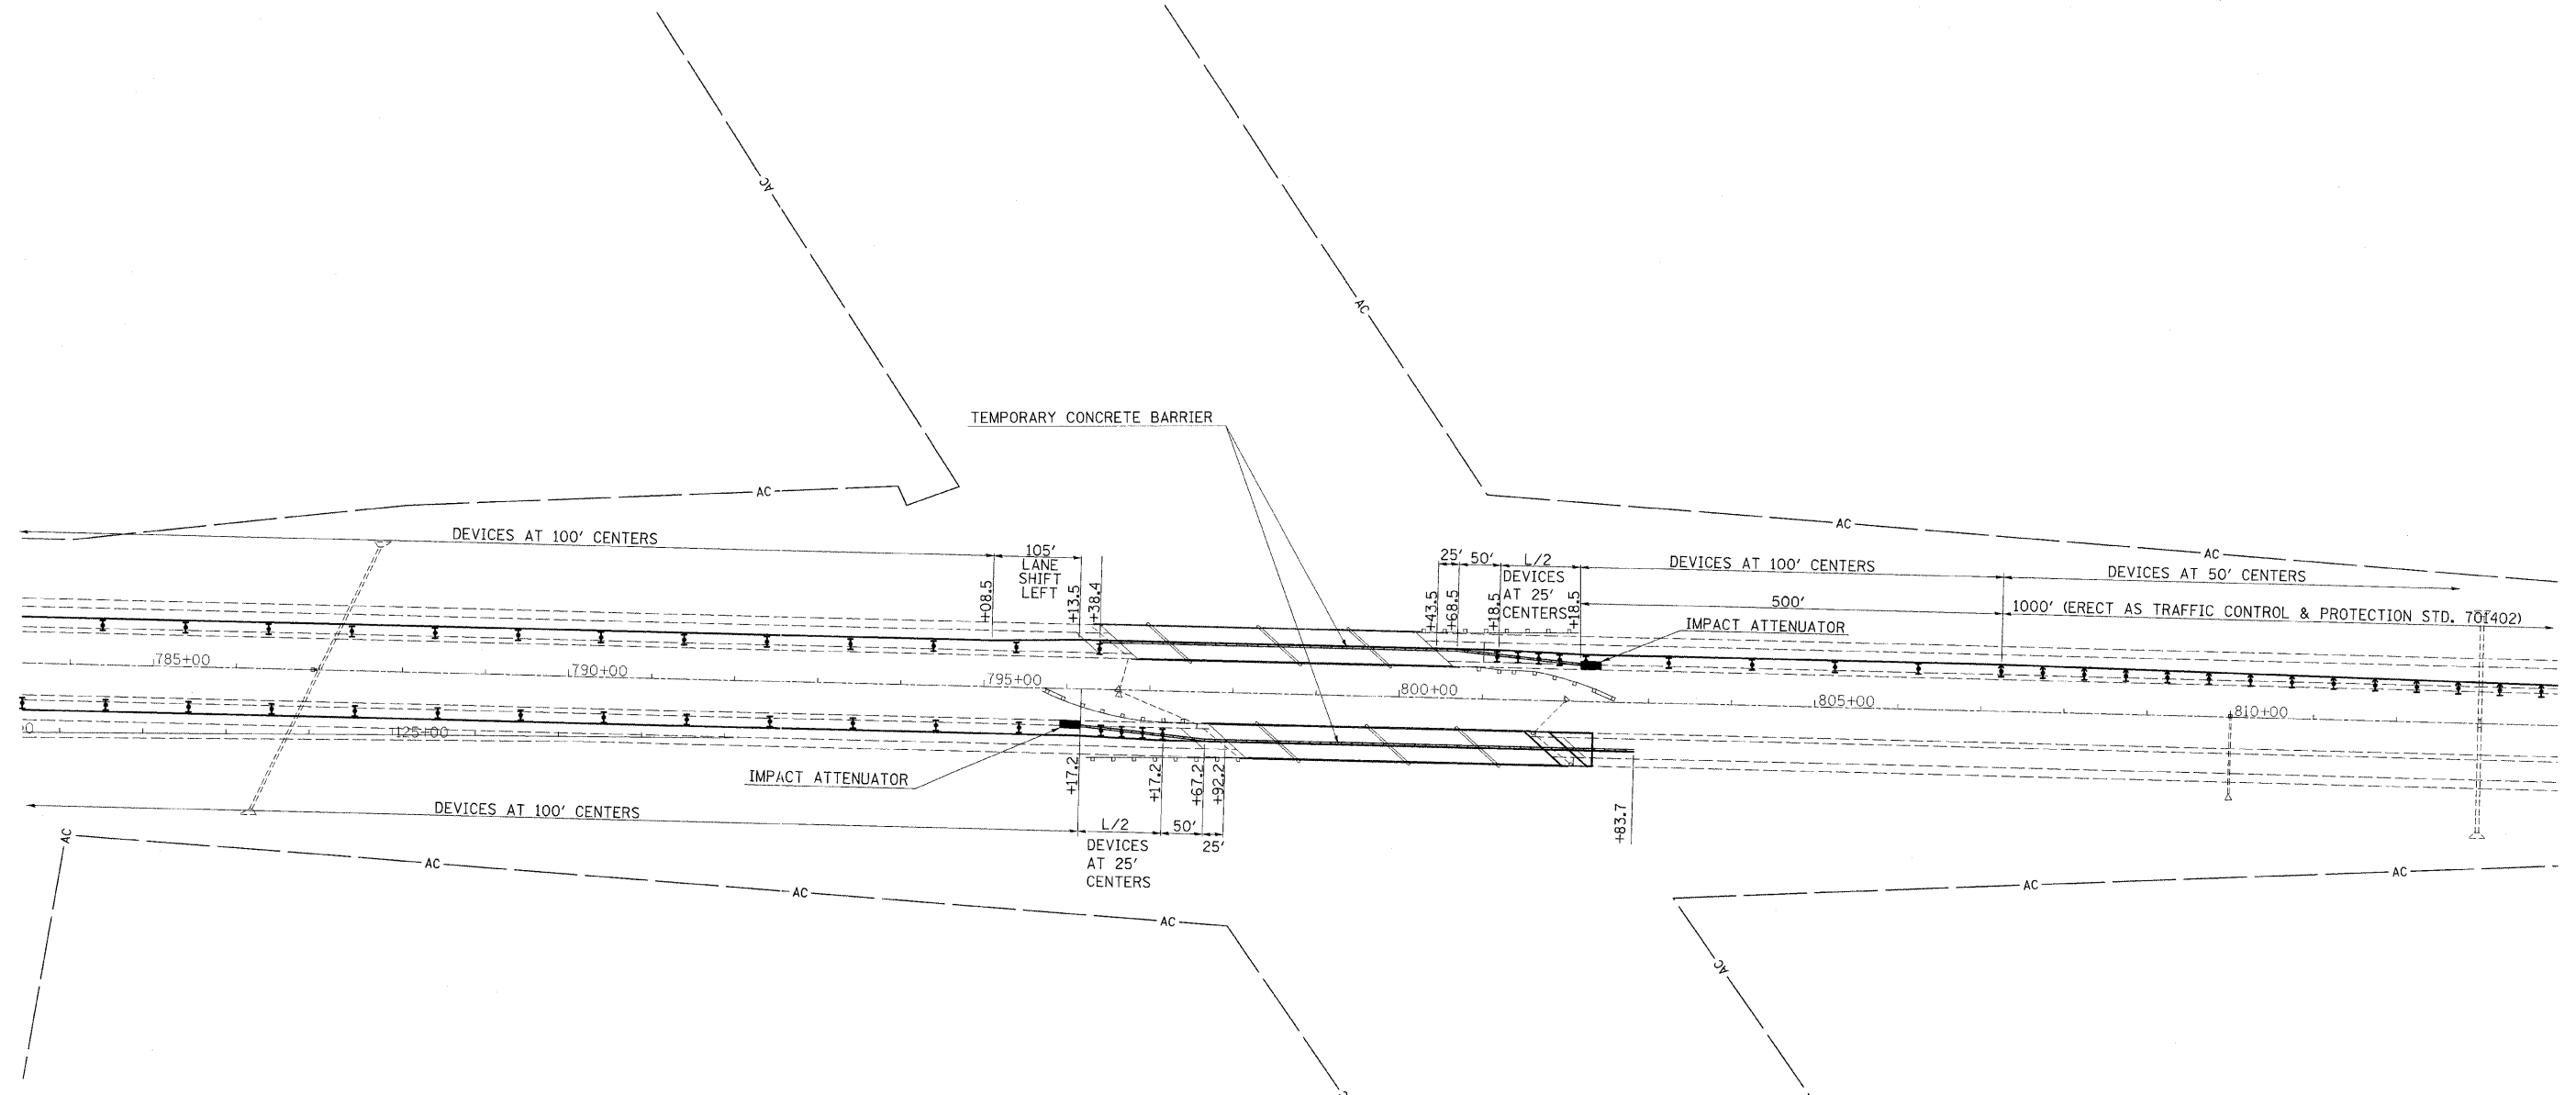 AC
AC
TEMPORARY CONCRETE BARRIER
AC
AC
AC
DEVICES AT 100' CENTERS
105'
LANE
SHIFT
LEFT
+08.5
+13.5
+38.4
25'
50'
L/2
DEVICES
AT 25'
CENTERS
+43.5
+68.5
+18.5
+18.5
DEVICES AT 100' CENTERS
DEVICES AT 50' CENTERS
500'
1000' (ERECT AS TRAFFIC CONTROL & PROTECTION STD. 701402)
IMPACT ATTENUATOR
785+00
790+00
795+00
800+00
805+00
810+00
125+00
IMPACT ATTENUATOR
+17.2
+17.2
+67.2
+92.2
+83.7
DEVICES AT 100' CENTERS
L/2
50'
25'
DEVICES
AT 25'
CENTERS
AC
AC
AC
AC
AC
AC
AC